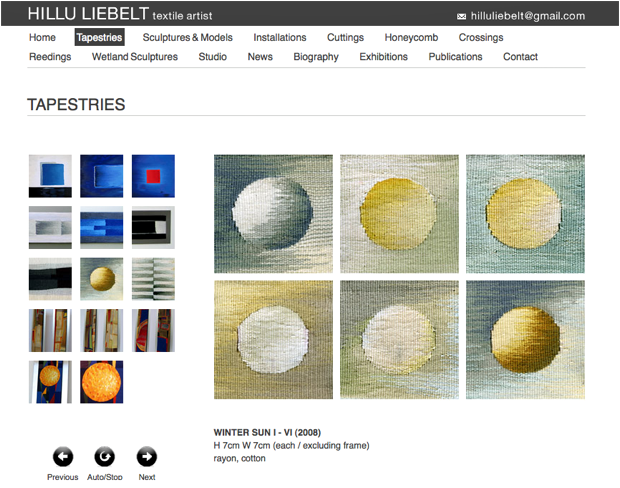 HILLU LIEBELT textile artist
hilluliebelt@gmail.com
Home Tapestries Sculptures & Models Installations Cuttings Honeycomb Crossings
Reedings Wetland Sculptures Studio News Biography Exhibitions Publications Contact
TAPESTRIES
WINTER SUN I - VI (2008)
H 7cm W 7cm (each / excluding frame)
rayon, cotton
Previous Auto/Stop Next